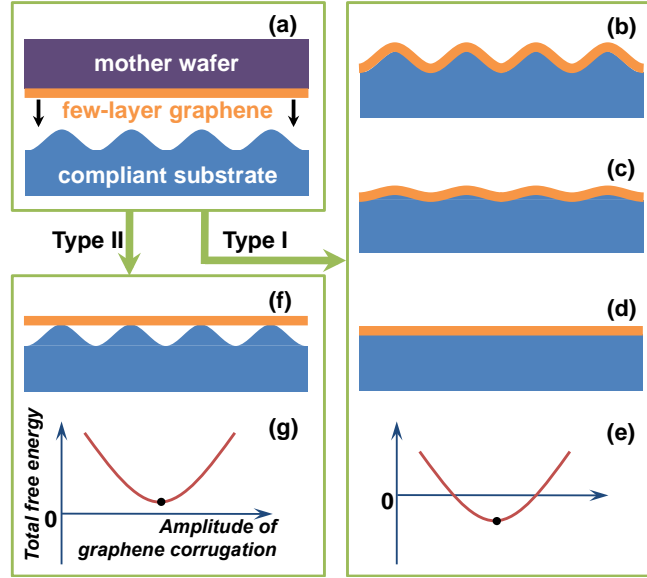 (a)
mother wafer
few-layer graphene
compliant substrate
Type II
Type I
(b)
(c)
(d)
(e)
0
(f)
(g)
Total free energy
0
Amplitude of
graphene corrugation